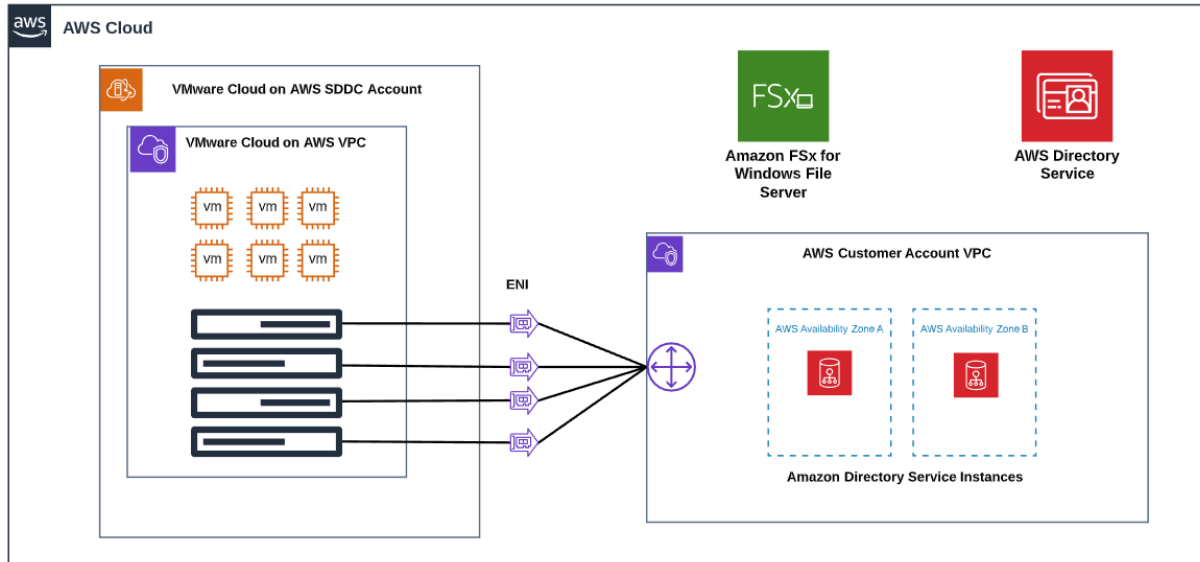 aws
AWS Cloud
VMware Cloud on AWS SDDC Account
VMware Cloud on AWS VPC
vm vm vm
vm vm vm
ENI
FSx
Amazon FSx for
Windows File
Server
AWS Directory
Service
AWS Customer Account VPC
AWS Availability Zone A
AWS Availability Zone B
Amazon Directory Service Instances